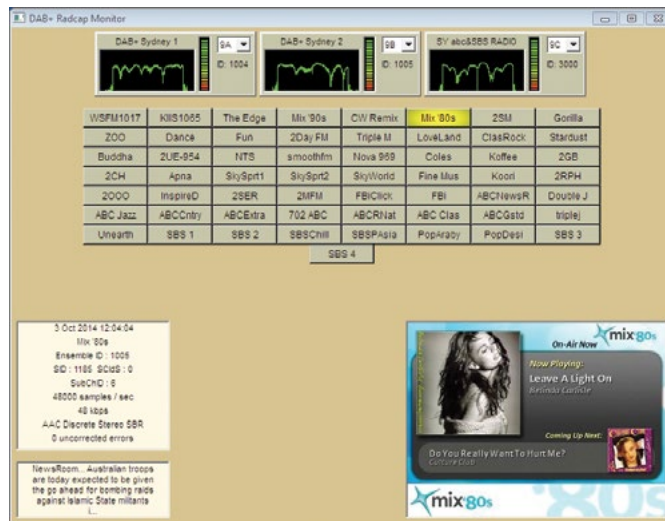 DAB+ Radcap Monitor
DAB+ Sydney 1
9A
ID: 1004
DAB+ Sydney 2
9B
ID: 1005
SY abc&SBS RADIO
9C
ID: 3000
WSFM1017 KIIS1065 The Edge Mix '90s CW Remix Mix '80s 2SM Gorilla
ZOO Dance Fun 2Day FM Triple M LoveLand ClasRock Stardust
Buddha 2UE-954 NTS smoothfm Nova 969 Coles Koffee 2GB
2CH Apna SkySprt1 SkySprt2 SkyWorld Fine Mus Koori 2RPH
2000 InspireD 2SER 2MFM FBiClick FBi ABCNewsR Double J
ABC Jazz ABCCntry ABCExtra 702 ABC ABCRNat ABC Clas ABCGstd triplej
Unearth SBS 1 SBS 2 SBSChill SBSPAsia PopAraby PopDesi SBS 3
SBS 4
3 Oct 2014 12:04:04
Mix '80s
Ensemble ID : 1005
SID : 1185 SCIdS : 0
SubChID : 6
48000 samples / sec
48 kbps
AAC Discrete Stereo SBR
0 uncorrected errors
NewsRoom... Australian troops
are today expected to be given
the go ahead for bombing raids
against Islamic State militants
i...
On-Air Now
mix'80s
Now Playing:
Leave A Light On
Belinda Carlisle
Coming Up Next:
Do You Really Want To Hurt Me?
Culture Club
mix'80s
'80s